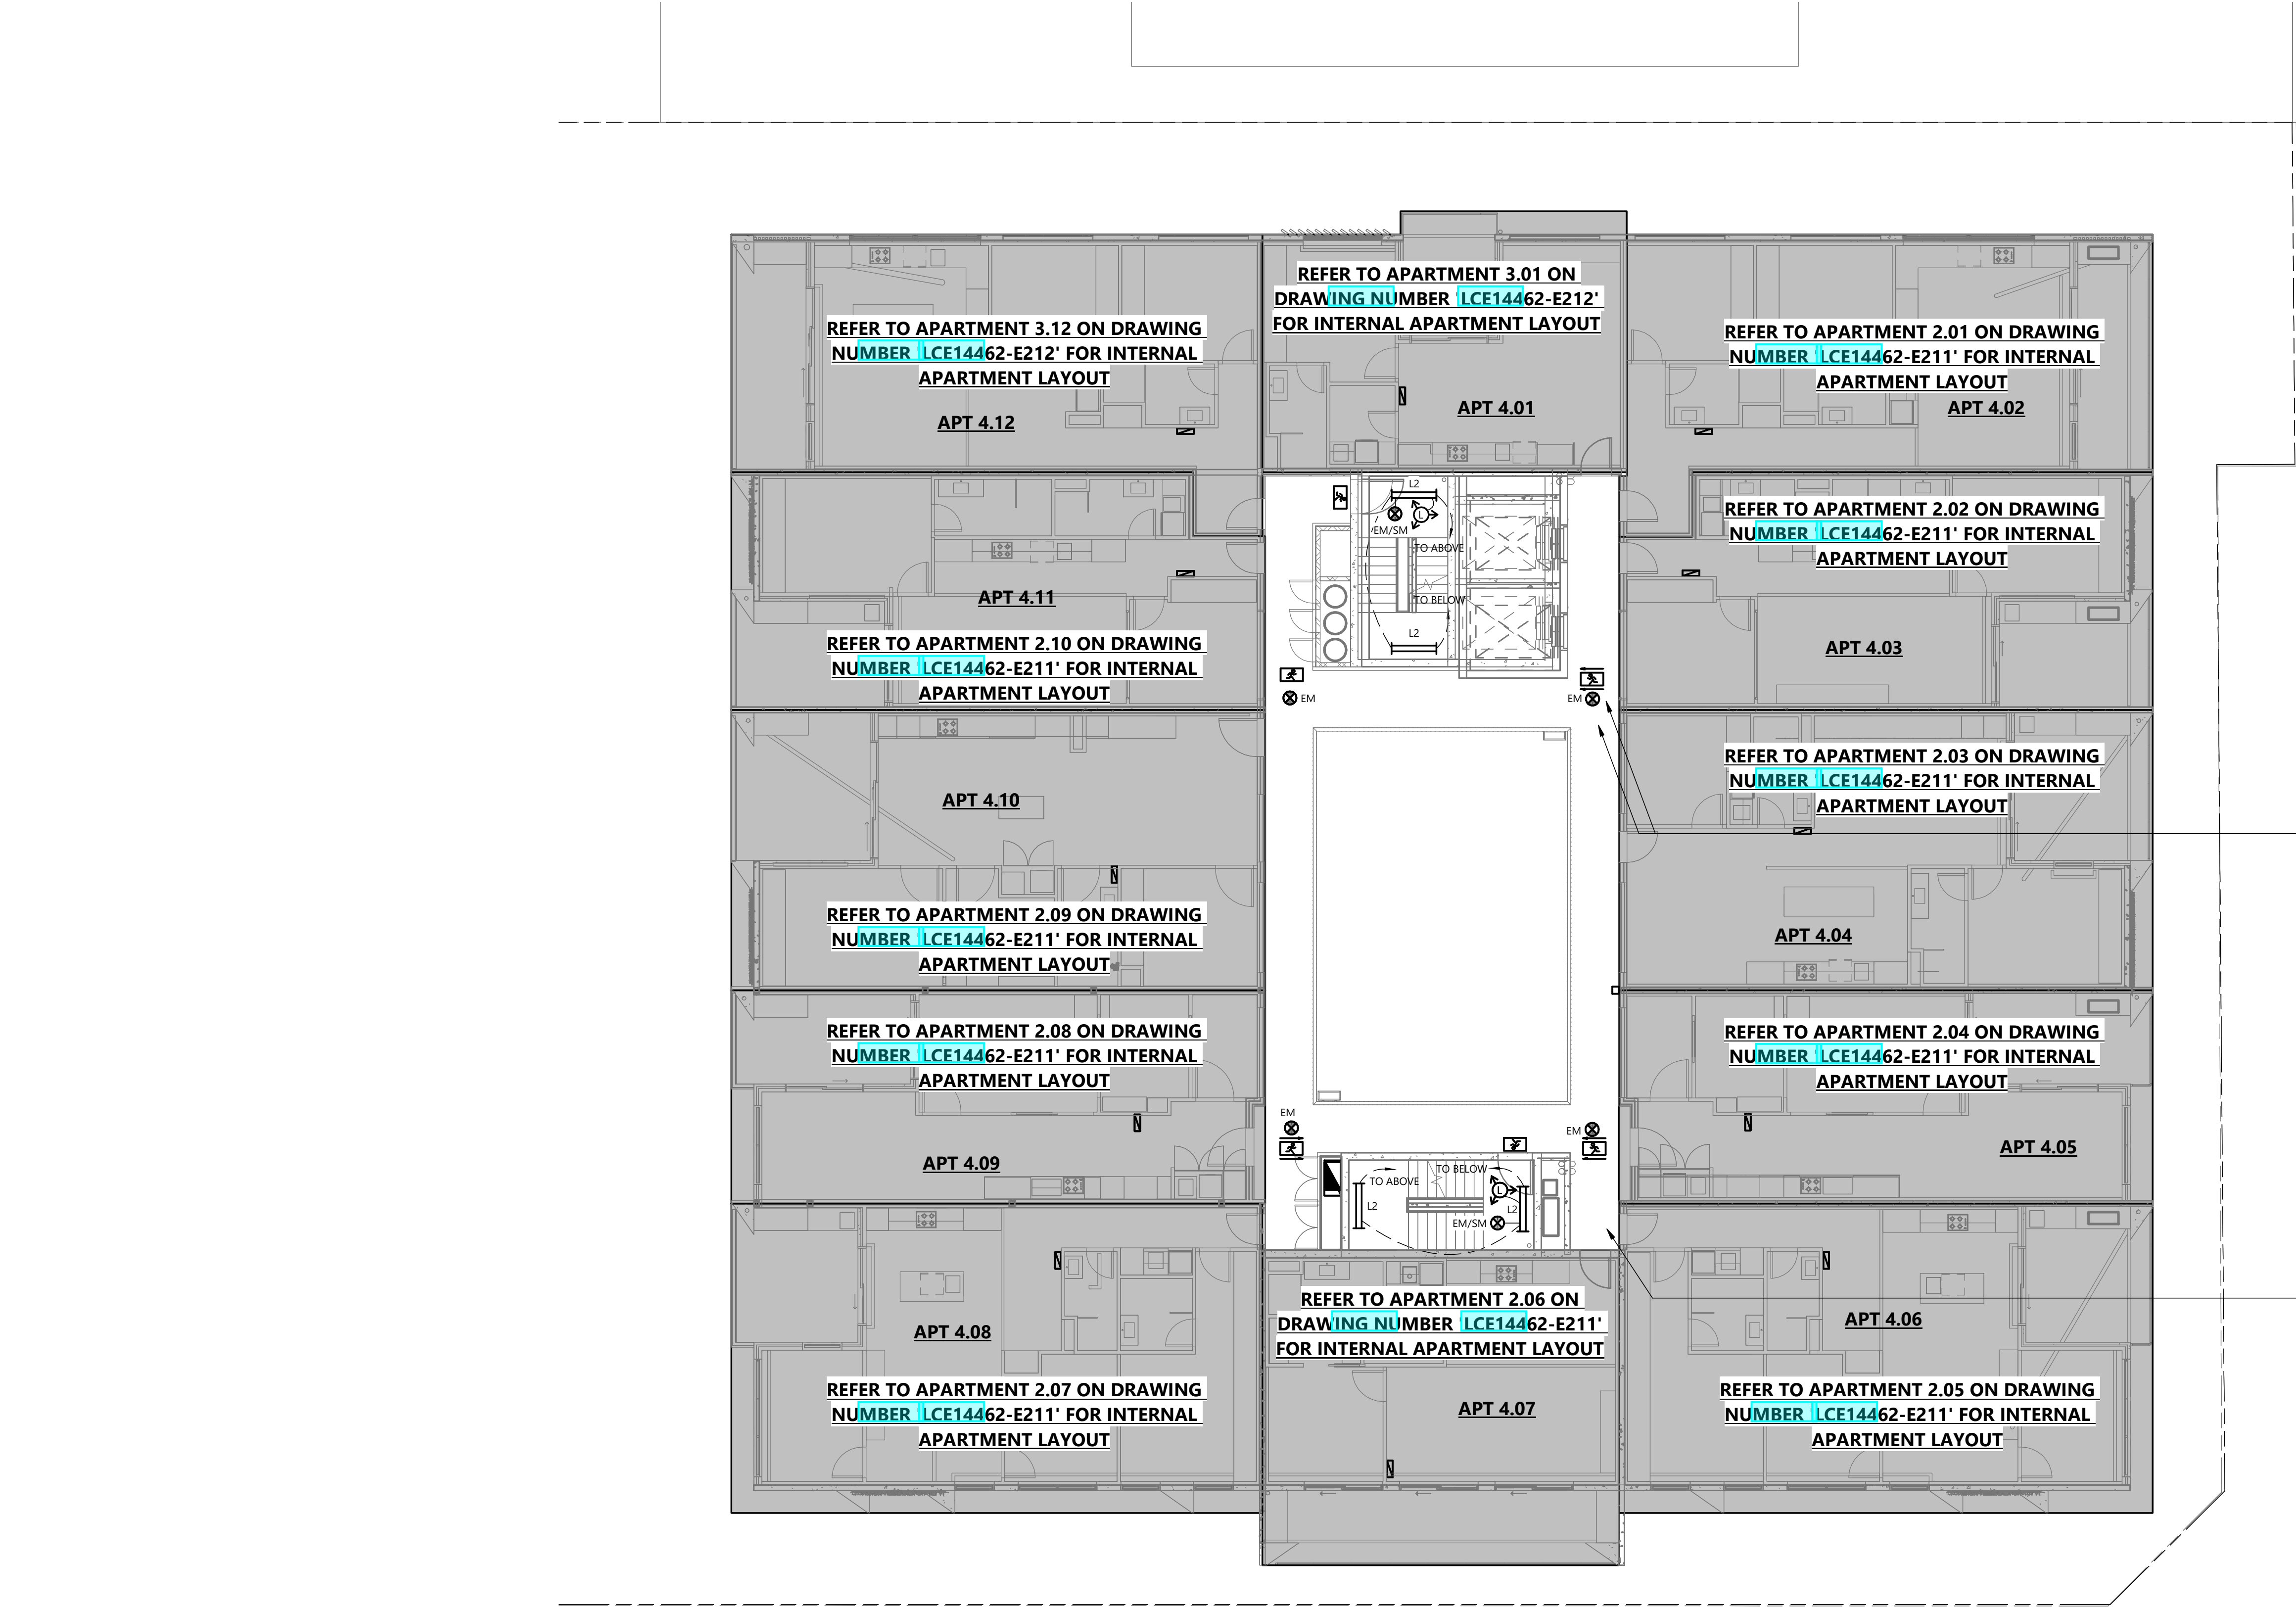 REFER TO APARTMENT 3.01 ON
DRAWING NUMBER 'LCE14462-E212'
FOR INTERNAL APARTMENT LAYOUT
APT 4.01
REFER TO APARTMENT 3.12 ON DRAWING
NUMBER 'LCE14462-E212' FOR INTERNAL
APARTMENT LAYOUT
APT 4.12
REFER TO APARTMENT 2.01 ON DRAWING
NUMBER 'LCE14462-E211' FOR INTERNAL
APARTMENT LAYOUT
APT 4.02
L2
L
EM/SM
TO ABOVE
TO BELOW
L2
REFER TO APARTMENT 2.02 ON DRAWING
NUMBER 'LCE14462-E211' FOR INTERNAL
APARTMENT LAYOUT
APT 4.03
APT 4.11
REFER TO APARTMENT 2.10 ON DRAWING
NUMBER 'LCE14462-E211' FOR INTERNAL
APARTMENT LAYOUT
EM
EM
REFER TO APARTMENT 2.03 ON DRAWING
NUMBER 'LCE14462-E211' FOR INTERNAL
APARTMENT LAYOUT
APT 4.04
APT 4.10
REFER TO APARTMENT 2.09 ON DRAWING
NUMBER 'LCE14462-E211' FOR INTERNAL
APARTMENT LAYOUT
REFER TO APARTMENT 2.08 ON DRAWING
NUMBER 'LCE14462-E211' FOR INTERNAL
APARTMENT LAYOUT
APT 4.09
REFER TO APARTMENT 2.04 ON DRAWING
NUMBER 'LCE14462-E211' FOR INTERNAL
APARTMENT LAYOUT
APT 4.05
EM
EM
TO BELOW
TO ABOVE
L
L2
L2
EM/SM
REFER TO APARTMENT 2.06 ON
DRAWING NUMBER 'LCE14462-E211'
FOR INTERNAL APARTMENT LAYOUT
APT 4.07
APT 4.08
REFER TO APARTMENT 2.07 ON DRAWING
NUMBER 'LCE14462-E211' FOR INTERNAL
APARTMENT LAYOUT
APT 4.06
REFER TO APARTMENT 2.05 ON DRAWING
NUMBER 'LCE14462-E211' FOR INTERNAL
APARTMENT LAYOUT